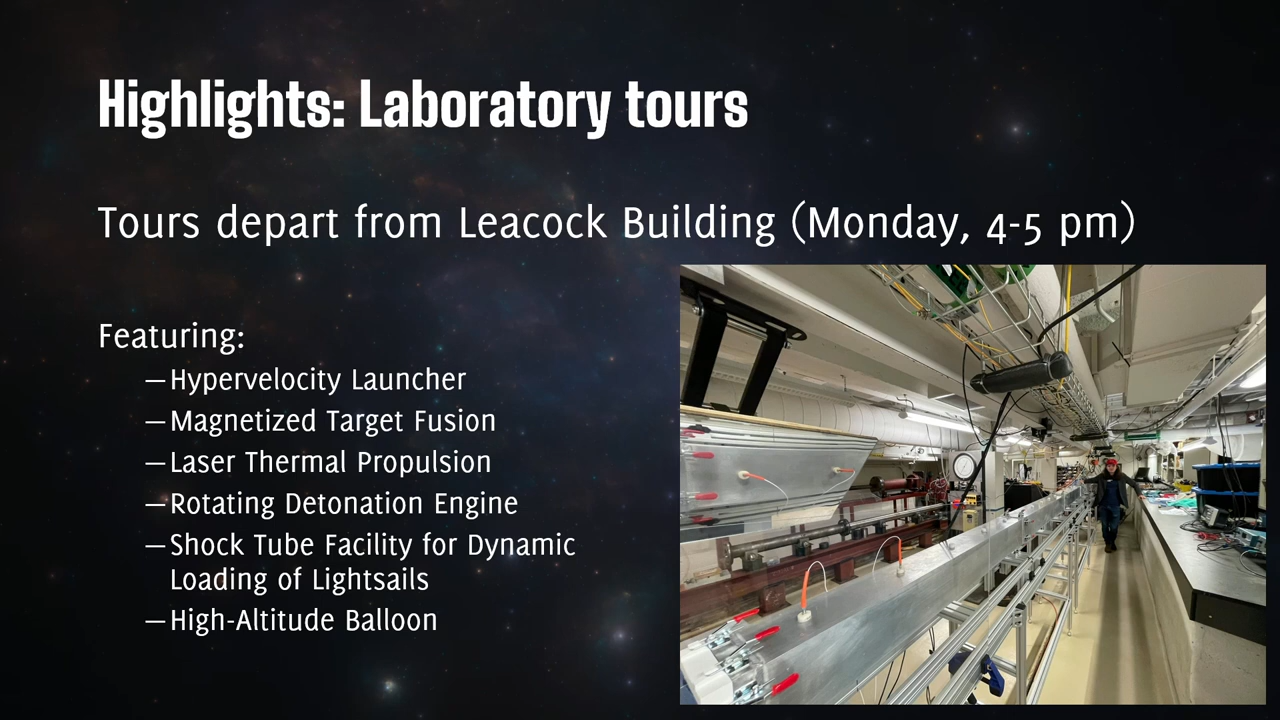 Highlights: Laboratory tours
Tours depart from Leacock Building (Monday, 4-5 pm)
Featuring:
—Hypervelocity Launcher
—Magnetized Target Fusion
—Laser Thermal Propulsion
—Rotating Detonation Engine
—Shock Tube Facility for Dynamic
Loading of Lightsails
—High-Altitude Balloon